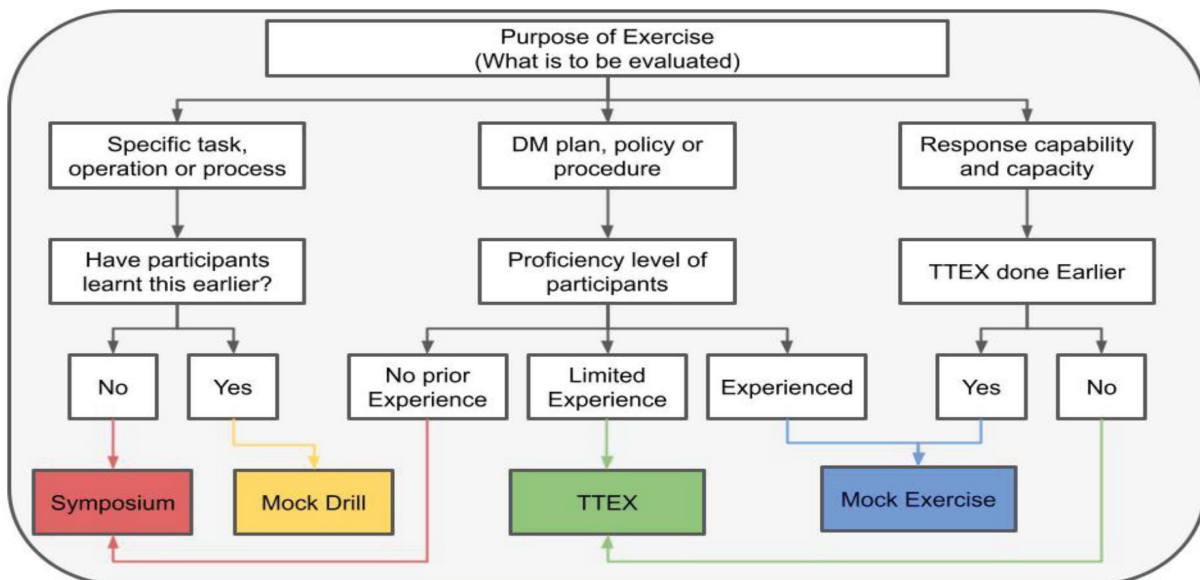 Purpose of Exercise
(What is to be evaluated)
Specific task,
operation or process
DM plan, policy or
procedure
Response capability
and capacity
Have participants
learnt this earlier?
Proficiency level of
participants
TTEX done Earlier
No
Yes
No prior
Experience
Limited
Experience
Experienced
Yes
No
Symposium
Mock Drill
TTEX
Mock Exercise